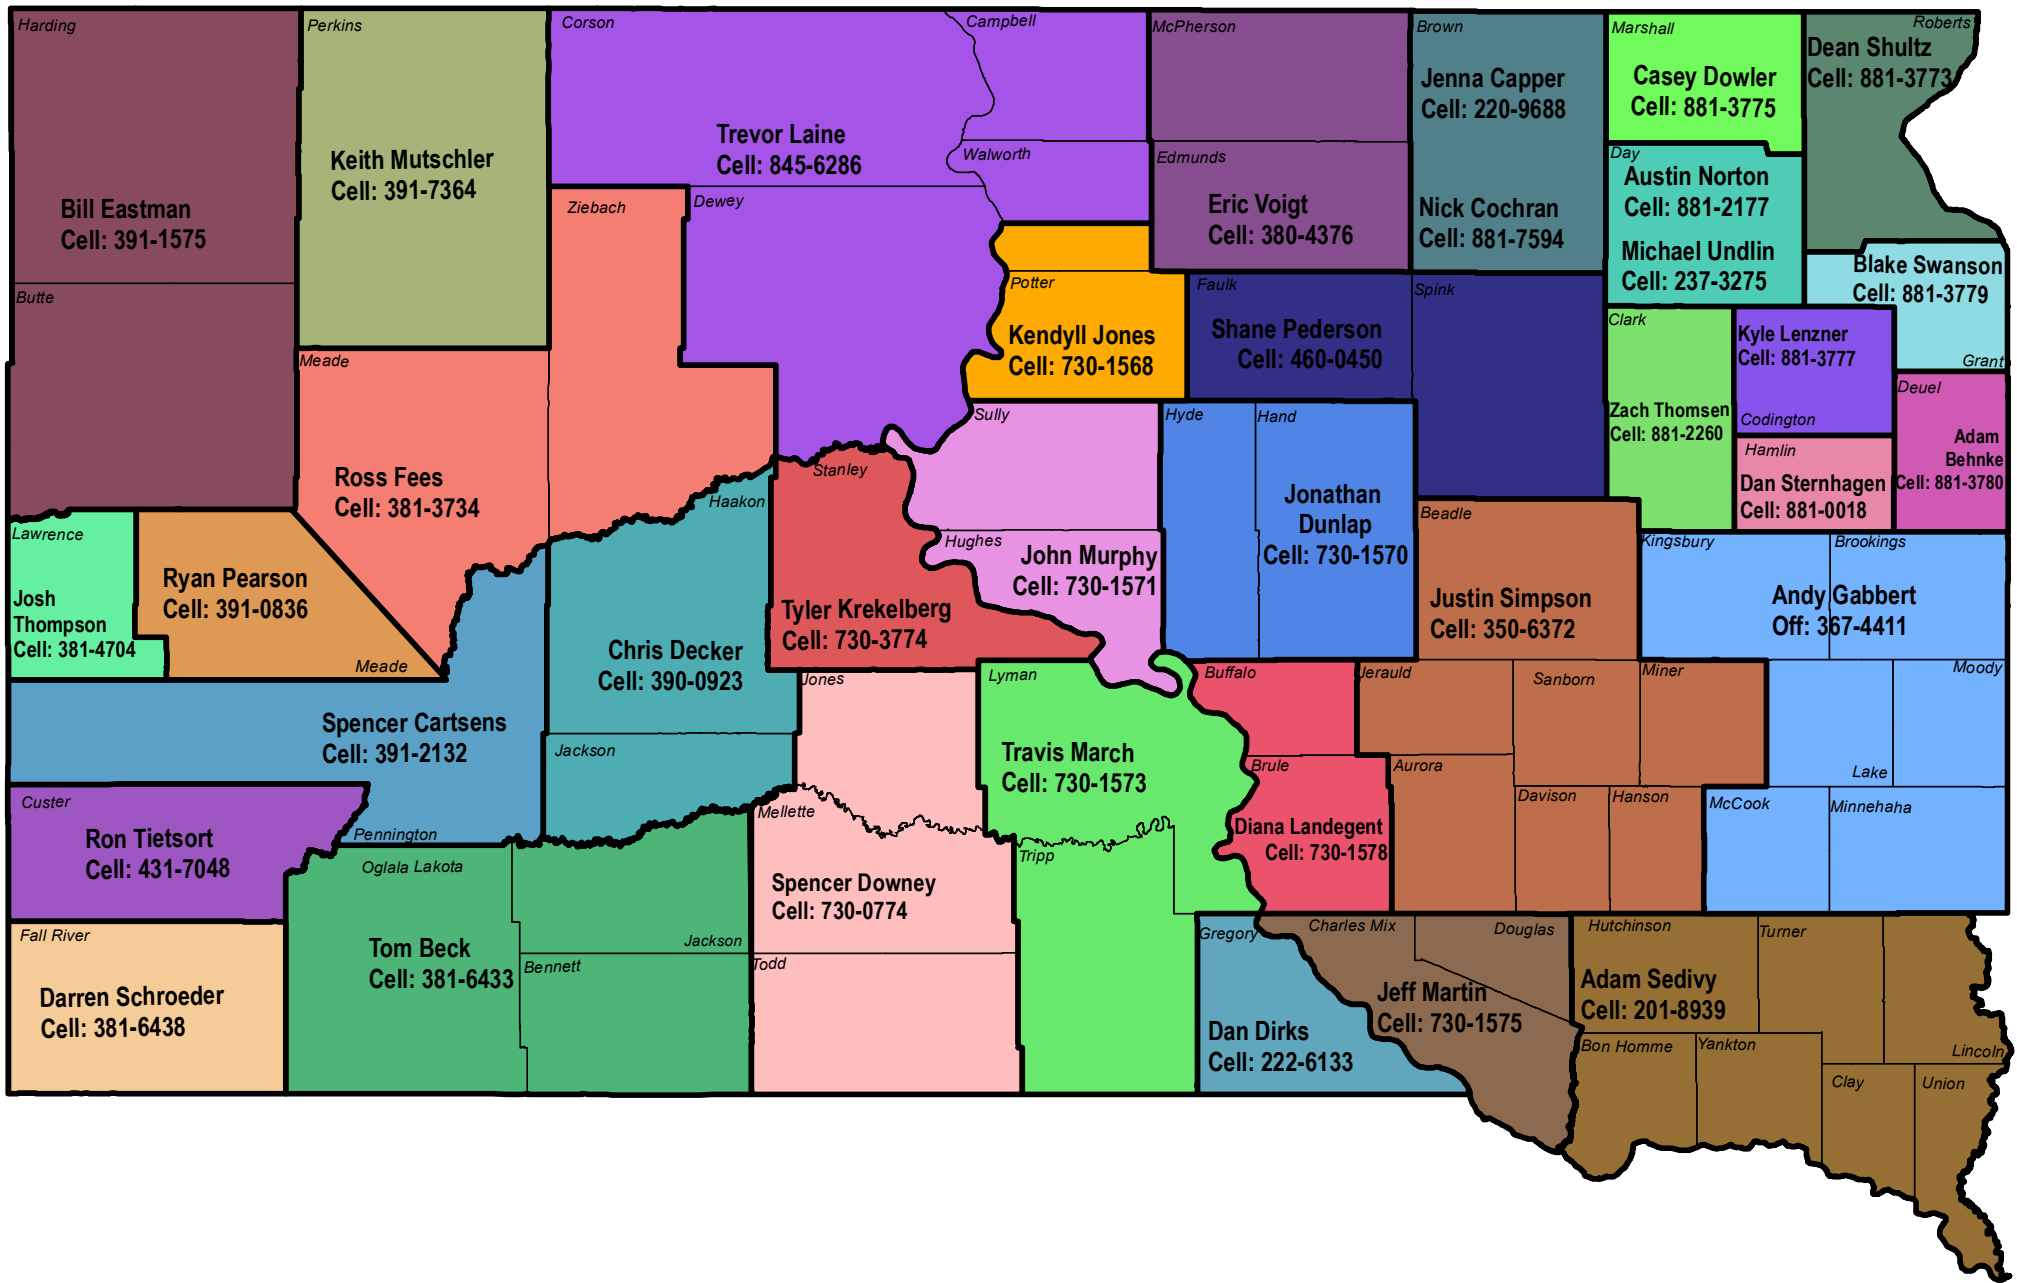 Harding
Perkins
Corson
Campbell
McPherson
Brown
Marshall
Roberts
Dean Shultz
Cell: 881-3773
Jenna Capper
Cell: 220-9688
Casey Dowler
Cell: 881-3775
Trevor Laine
Cell: 845-6286
Keith Mutschler
Cell: 391-7364
Walworth
Edmunds
Day
Austin Norton
Cell: 881-2177
Michael Undlin
Cell: 237-3275
Bill Eastman
Cell: 391-1575
Ziebach
Dewey
Eric Voigt
Cell: 380-4376
Nick Cochran
Cell: 881-7594
Blake Swanson
Cell: 881-3779
Grant
Butte
Potter
Kendyll Jones
Cell: 730-1568
Faulk
Shane Pederson
Cell: 460-0450
Spink
Clark
Zach Thomsen
Cell: 881-2260
Kyle Lenzner
Cell: 881-3777
Codington
Meade
Ross Fees
Cell: 381-3734
Deuel
Adam
Behnke
Cell: 881-3780
Hamlin
Dan Sternhagen
Cell: 881-0018
Sully
Hyde
Hand
Jonathan
Dunlap
Cell: 730-1570
Stanley
Haakon
Tyler Krekelberg
Cell: 730-3774
Hughes
John Murphy
Cell: 730-1571
Beadle
Justin Simpson
Cell: 350-6372
Kingsbury
Brookings
Andy Gabbert
Off: 367-4411
Lawrence
Josh
Thompson
Cell: 381-4704
Ryan Pearson
Cell: 391-0836
Meade
Chris Decker
Cell: 390-0923
Jones
Lyman
Buffalo
Jerauld
Sanborn
Miner
Moody
Spencer Cartsens
Cell: 391-2132
Jackson
Travis March
Cell: 730-1573
Brule
Aurora
Lake
Custer
Ron Tietsort
Cell: 431-7048
Pennington
Mellette
Davison
Hanson
McCook
Minnehaha
Diana Landegent
Cell: 730-1578
Oglala Lakota
Tripp
Spencer Downey
Cell: 730-0774
Fall River
Darren Schroeder
Cell: 381-6438
Tom Beck
Cell: 381-6433
Jackson
Bennett
Todd
Gregory
Dan Dirks
Cell: 222-6133
Charles Mix
Douglas
Jeff Martin
Cell: 730-1575
Hutchinson
Turner
Adam Sedivy
Cell: 201-8939
Bon Homme
Yankton
Lincoln
Clay
Union